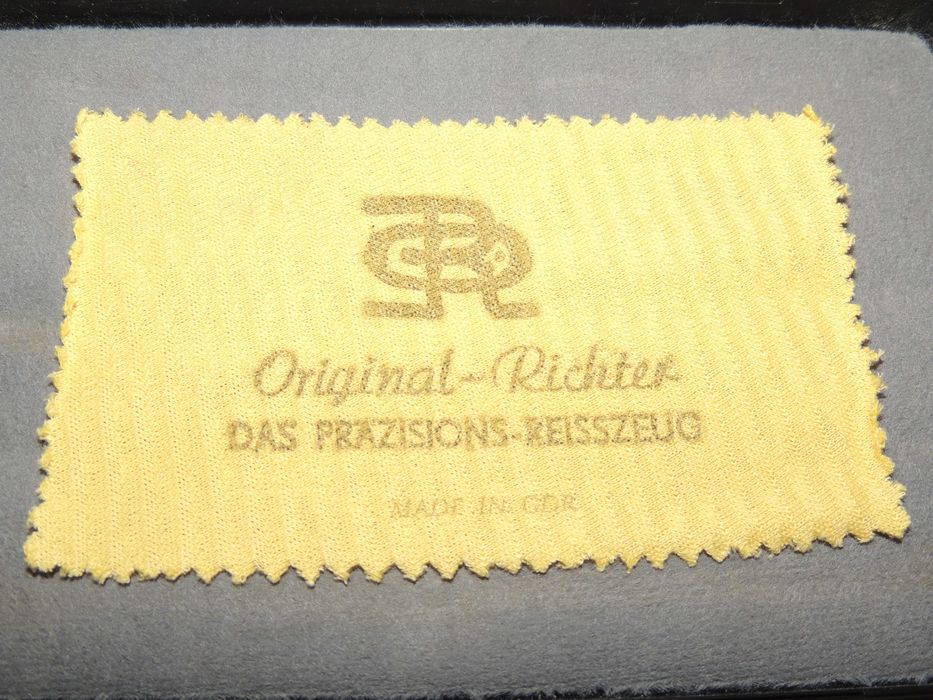 Original-Richter
DAS PRÄZISIONS-REISSZEUG
MADE IN GDR